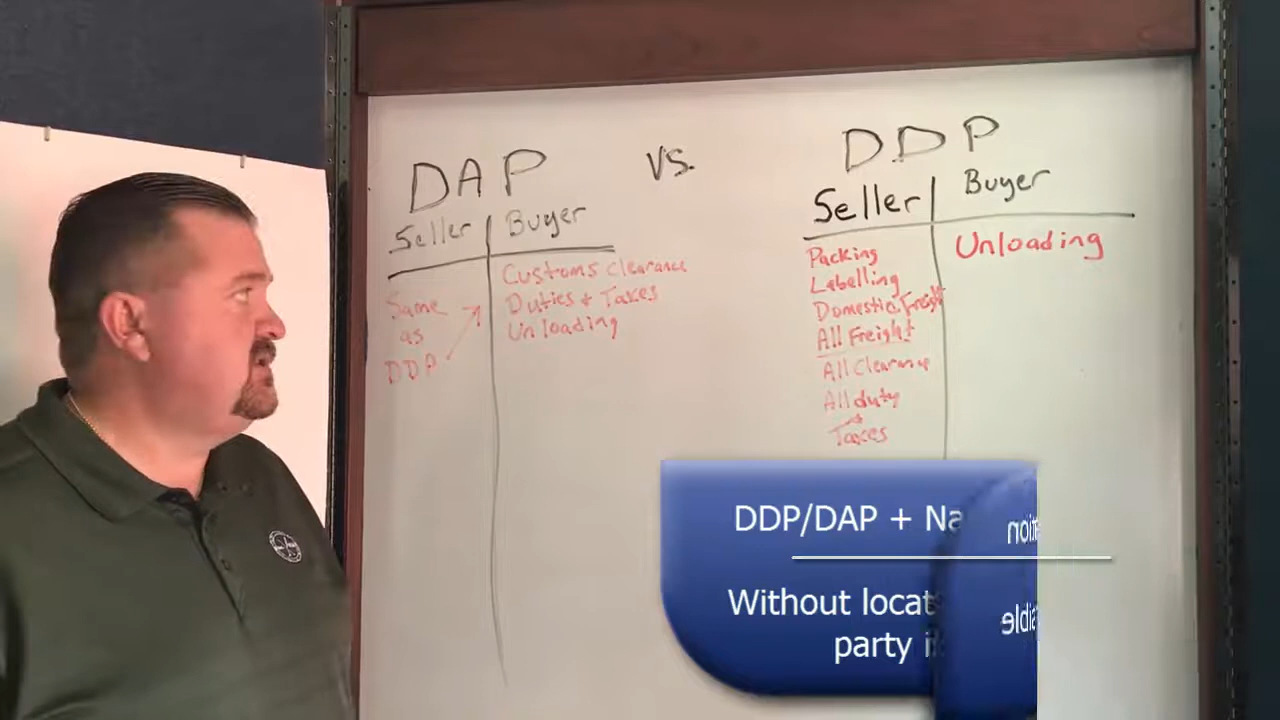 DAP vs. DDP
Seller Buyer
Same
as
DDP
Customs Clearance
Duties + Taxes
Unloading
Seller Buyer
Packing
Labelling
Domestic Freight
All Freight
All Clearance
All duty
Taxes
Unloading
DDP/DAP + Na
Without locat
party i